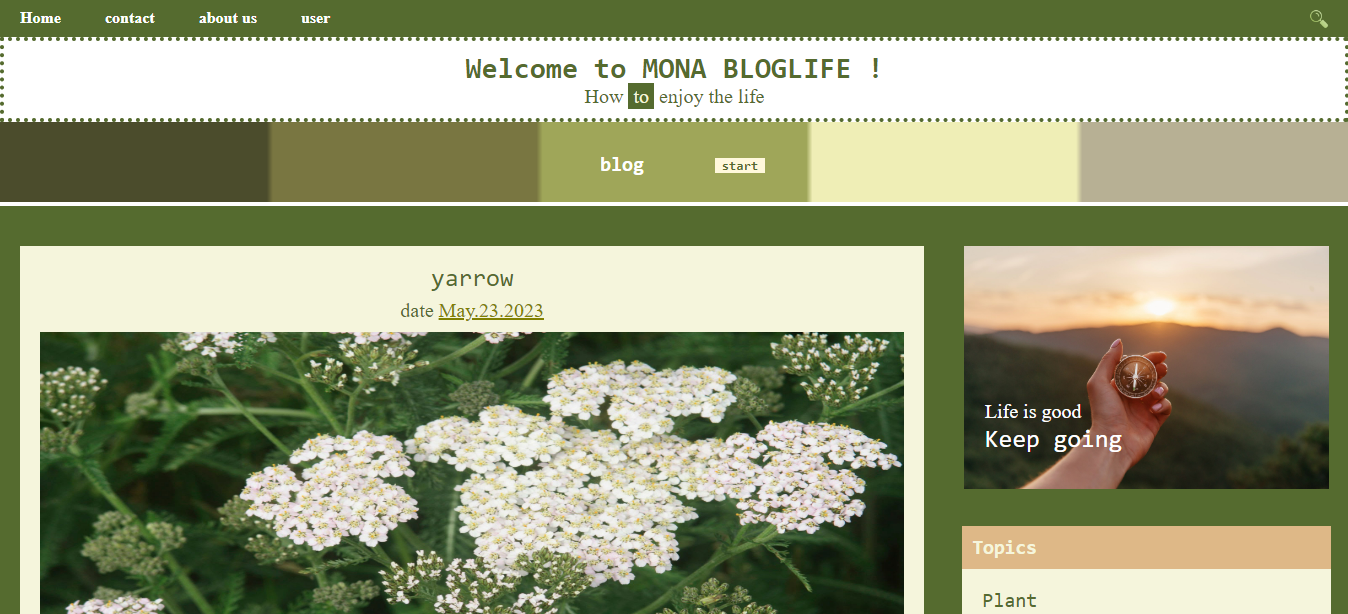 Home contact about us user
Welcome to MONA BLOGLIFE !
How to enjoy the life
blog start
yarrow
date May.23.2023
Life is good
Keep going
Topics
Plant